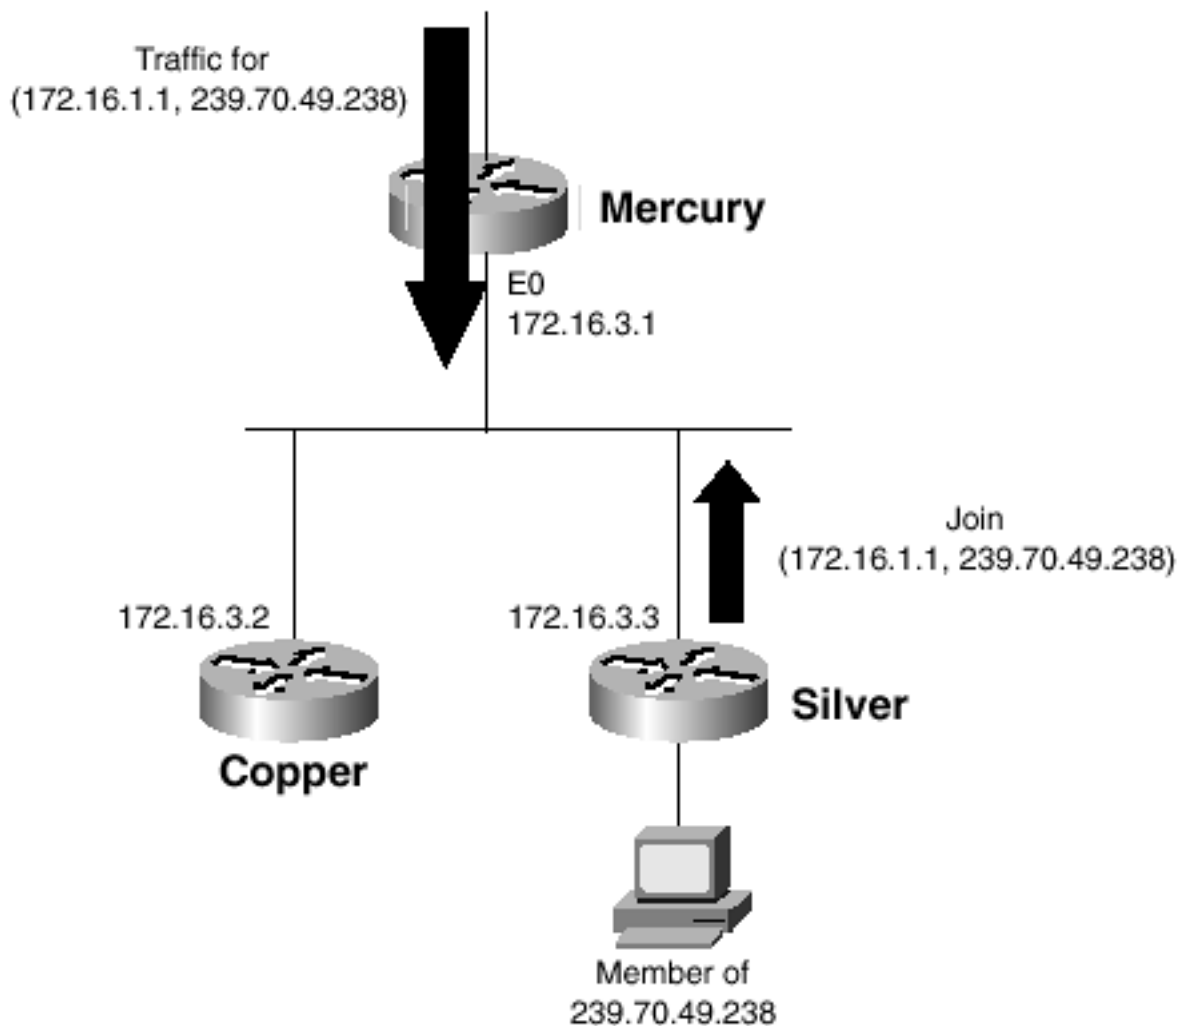 Traffic for
(172.16.1.1, 239.70.49.238)
Mercury
E0
172.16.3.1
Join
(172.16.1.1, 239.70.49.238)
172.16.3.2
172.16.3.3
Silver
Copper
Member of
239.70.49.238